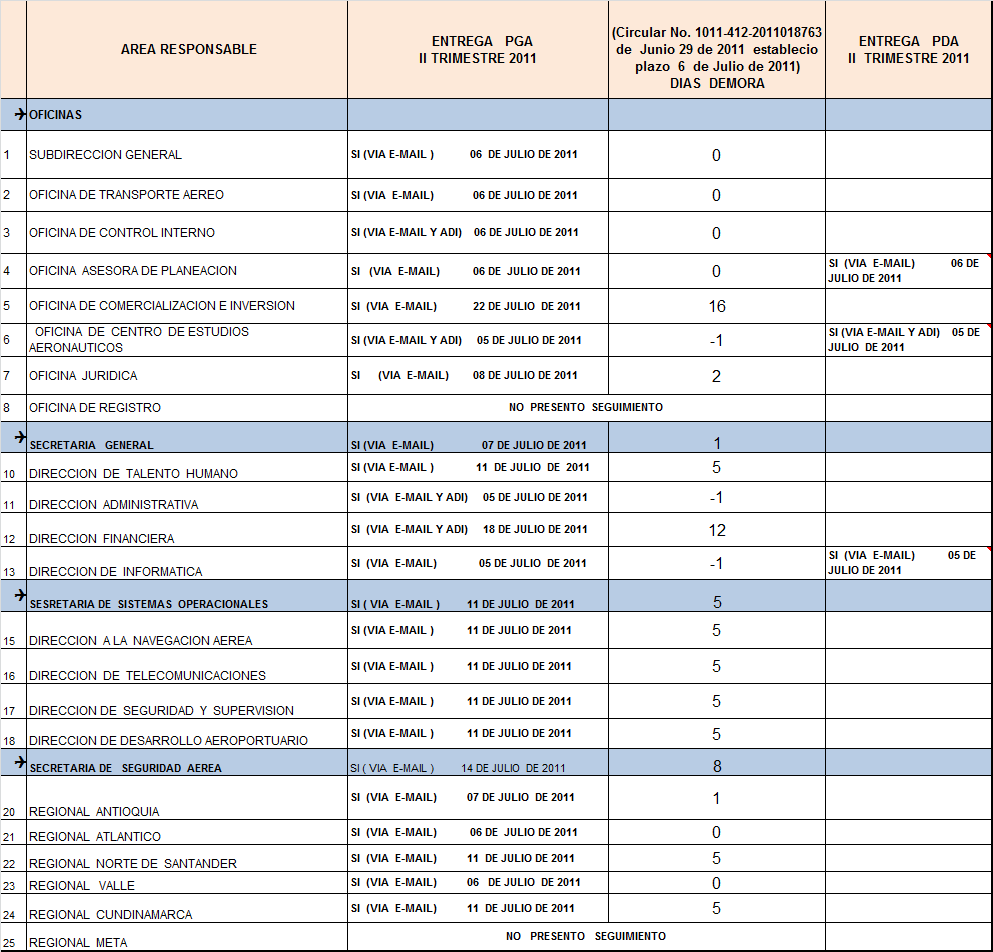 AREA RESPONSABLE
ENTREGA PGA
II TRIMESTRE 2011
(Circular No. 1011-412-2011018763
de Junio 29 de 2011 establecio
plazo 6 de Julio de 2011)
DIAS DEMORA
ENTREGA PDA
II TRIMESTRE 2011
OFICINAS
1 SUBDIRECCION GENERAL SI (VIA E-MAIL ) 06 DE JULIO DE 2011 0
2 OFICINA DE TRANSPORTE AEREO SI (VIA E-MAIL) 06 DE JULIO DE 2011 0
3 OFICINA DE CONTROL INTERNO SI (VIA E-MAIL Y ADI) 06 DE JULIO DE 2011 0
4 OFICINA ASESORA DE PLANEACION SI (VIA E-MAIL) 06 DE JULIO DE 2011 0 SI (VIA E-MAIL) 06 DE
JULIO DE 2011
5 OFICINA DE COMERCIALIZACION E INVERSION SI (VIA E-MAIL) 22 DE JULIO DE 2011 16
6 OFICINA DE CENTRO DE ESTUDIOS
AERONAUTICOS SI (VIA E-MAIL Y ADI) 05 DE JULIO DE 2011 -1 SI (VIA E-MAIL Y ADI) 05 DE
JULIO DE 2011
7 OFICINA JURIDICA SI (VIA E-MAIL) 08 DE JULIO DE 2011 2
8 OFICINA DE REGISTRO NO PRESENTO SEGUIMIENTO
SECRETARIA GENERAL SI (VIA E-MAIL) 07 DE JULIO DE 2011 1
10 DIRECCION DE TALENTO HUMANO SI (VIA E-MAIL ) 11 DE JULIO DE 2011 5
11 DIRECCION ADMINISTRATIVA SI (VIA E-MAIL Y ADI) 05 DE JULIO DE 2011 -1
12 DIRECCION FINANCIERA SI (VIA E-MAIL Y ADI) 18 DE JULIO DE 2011 12
13 DIRECCION DE INFORMATICA SI (VIA E-MAIL) 05 DE JULIO DE 2011 -1 SI (VIA E-MAIL) 05 DE
JULIO DE 2011
SESRETARIA DE SISTEMAS OPERACIONALES SI ( VIA E-MAIL ) 11 DE JULIO DE 2011 5
15 DIRECCION A LA NAVEGACION AEREA SI (VIA E-MAIL ) 11 DE JULIO DE 2011 5
16 DIRECCION DE TELECOMUNICACIONES SI (VIA E-MAIL ) 11 DE JULIO DE 2011 5
17 DIRECCION DE SEGURIDAD Y SUPERVISION SI (VIA E-MAIL ) 11 DE JULIO DE 2011 5
18 DIRECCION DE DESARROLLO AEROPORTUARIO SI (VIA E-MAIL ) 11 DE JULIO DE 2011 5
SECRETARIA DE SEGURIDAD AEREA SI ( VIA E-MAIL ) 14 DE JULIO DE 2011 8
20 REGIONAL ANTIOQUIA SI (VIA E-MAIL) 07 DE JULIO DE 2011 1
21 REGIONAL ATLANTICO SI (VIA E-MAIL) 06 DE JULIO DE 2011 0
22 REGIONAL NORTE DE SANTANDER SI (VIA E-MAIL) 11 DE JULIO DE 2011 5
23 REGIONAL VALLE SI (VIA E-MAIL) 06 DE JULIO DE 2011 0
24 REGIONAL CUNDINAMARCA SI (VIA E-MAIL) 11 DE JULIO DE 2011 5
25 REGIONAL META NO PRESENTO SEGUIMIENTO